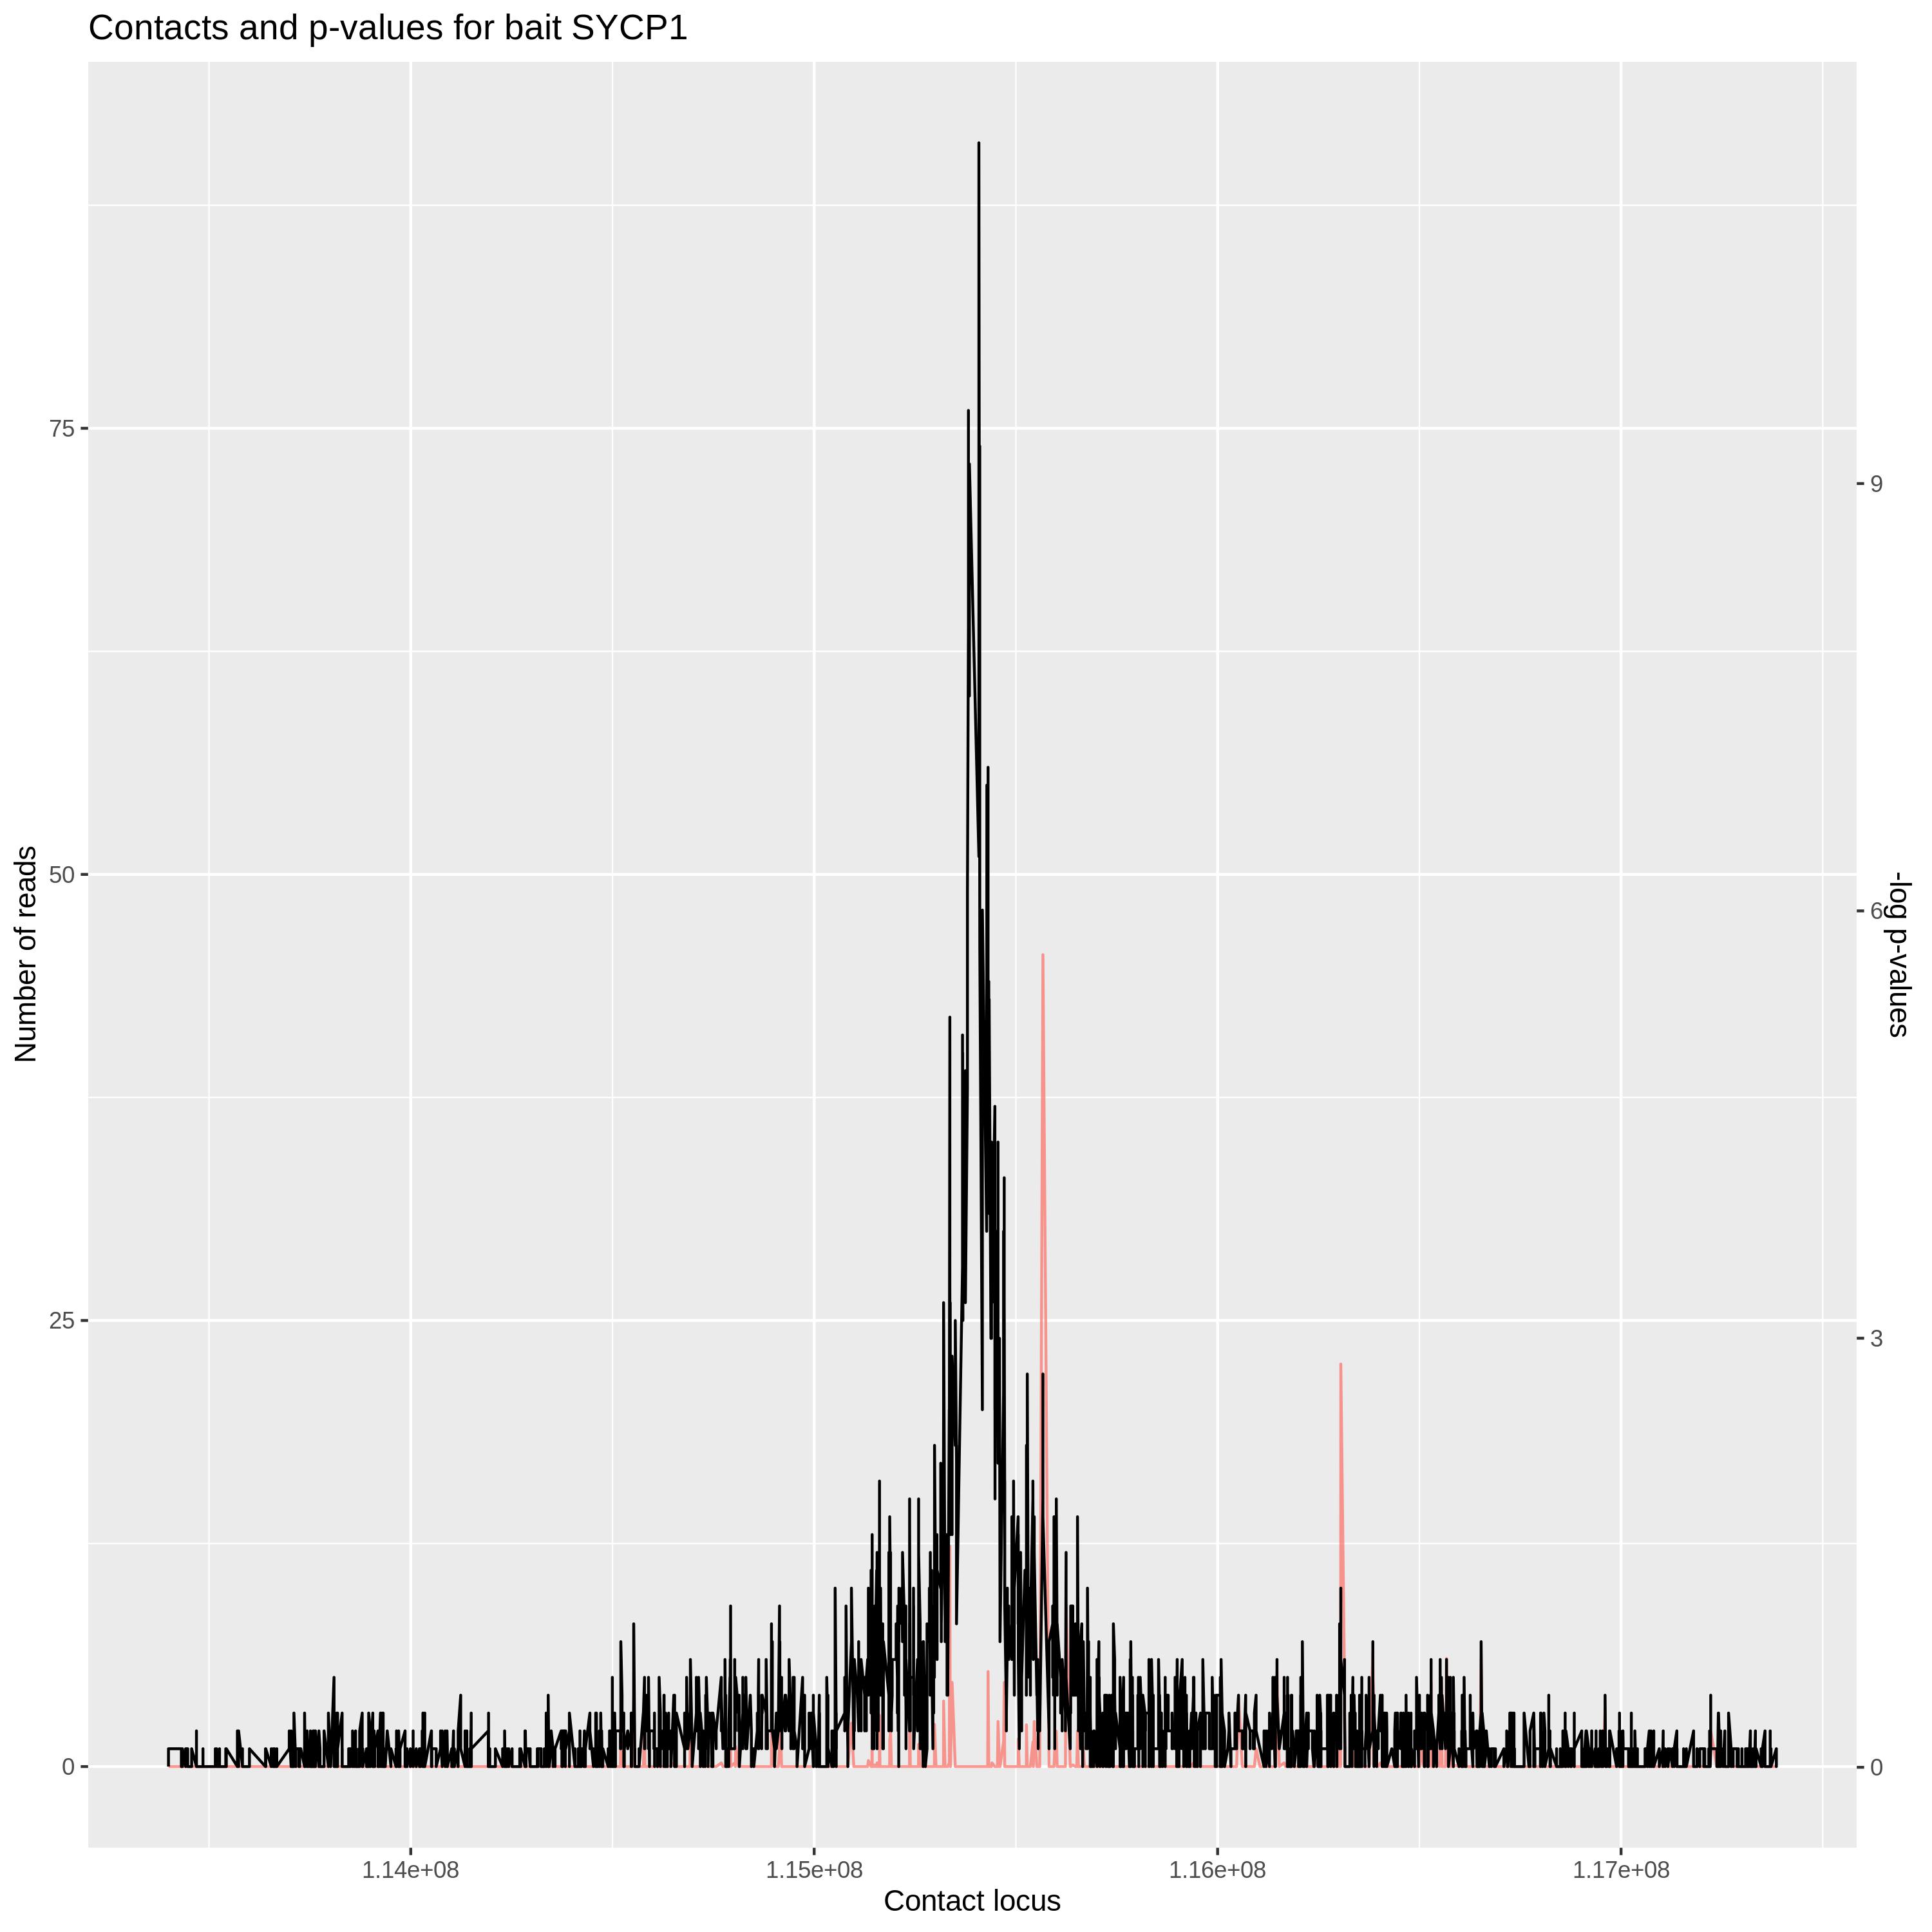 Contacts and p-values for bait SYCP1
75
50
25
0
Number of reads
9
6
3
0
-log p-values
1.14e+08
1.15e+08
1.16e+08
1.17e+08
Contact locus